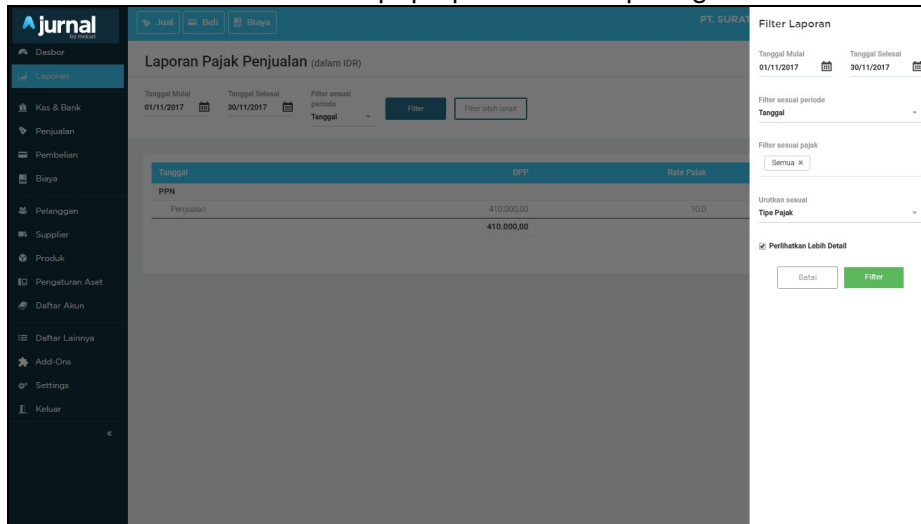 jurnal
by mekari
Jual
Beli
Biaya
PT. SURAT
Dasbor
Laporan
Kas & Bank
Penjualan
Pembelian
Biaya
Pelanggan
Supplier
Produk
Pengaturan Aset
Daftar Akun
Daftar Lainnya
Add-Ons
Settings
Keluar
Laporan Pajak Penjualan (dalam IDR)
Tanggal Mulai
01/11/2017
Tanggal Selesai
30/11/2017
Filter sesuai
periode
Tanggal
Filter
Filter lebih lanjut
Tanggal DPP Rate Pajak
PPN
Penjualan 410.000,00 10.0
410.000,00
Filter Laporan
Tanggal Mulai Tanggal Selesai
01/11/2017 30/11/2017
Filter sesuai periode
Tanggal
Filter sesuai pajak
Semua ×
Urutkan sesuai
Tipe Pajak
Perlihatkan Lebih Detail
Batal Filter